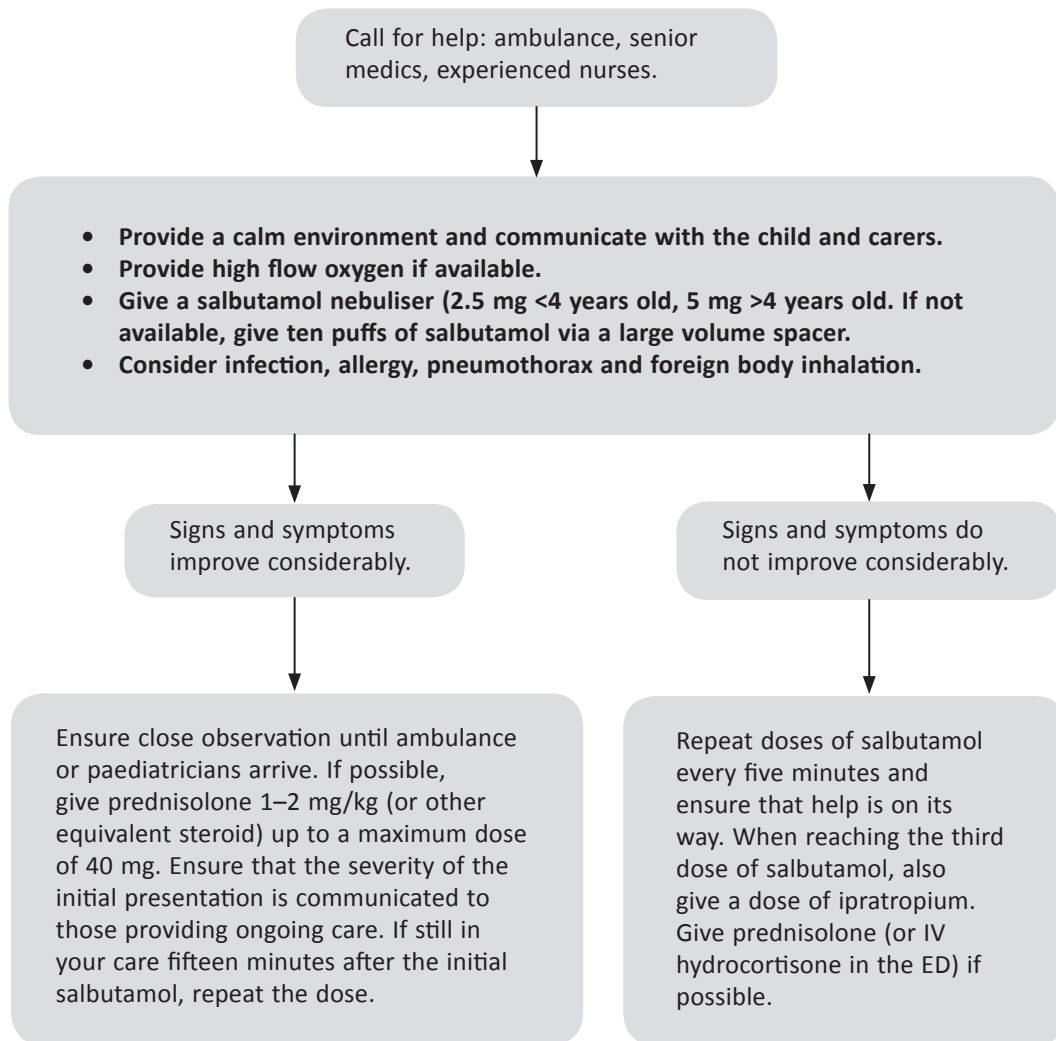 Call for help: ambulance, senior
medics, experienced nurses.
• Provide a calm environment and communicate with the child and carers.
• Provide high flow oxygen if available.
• Give a salbutamol nebuliser (2.5 mg <4 years old, 5 mg >4 years old. If not
available, give ten puffs of salbutamol via a large volume spacer.
• Consider infection, allergy, pneumothorax and foreign body inhalation.
Signs and symptoms
improve considerably.
Signs and symptoms do
not improve considerably.
Ensure close observation until ambulance
or paediatricians arrive. If possible,
give prednisolone 1–2 mg/kg (or other
equivalent steroid) up to a maximum dose
of 40 mg. Ensure that the severity of the
initial presentation is communicated to
those providing ongoing care. If still in
your care fifteen minutes after the initial
salbutamol, repeat the dose.
Repeat doses of salbutamol
every five minutes and
ensure that help is on its
way. When reaching the third
dose of salbutamol, also
give a dose of ipratropium.
Give prednisolone (or IV
hydrocortisone in the ED) if
possible.